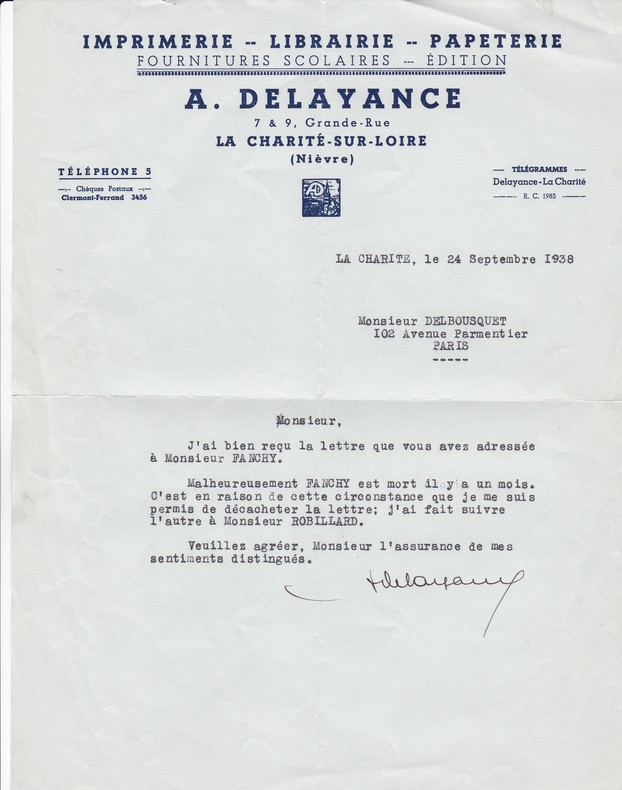 IMPRIMERIE -- LIBRAIRIE -- PAPETERIE
FOURNITURES SCOLAIRES --- ÉDITION
A. DELAYANCE
7 & 9, Grande-Rue
LA CHARITÉ-SUR-LOIRE
(Nièvre)
TÉLÉPHONE 5
Chèques Postaux
Clermont-Ferrand 3456
TÉLÉGRAMMES
Delayance-La Charité
R. C. 1985
AD
LA CHARITE, le 24 Septembre I938
Monsieur DELBOUSQUET
I02 Avenue Parmentier
PARIS
-----
Monsieur,
J'ai bien reçu la lettre que vous avez adressée
à Monsieur FANCHY.
Malheureusement FANCHY est mort il y a un mois.
C'est en raison de cette circonstance que je me suis
permis de décacheter la lettre; j'ai fait suivre
l'autre à Monsieur ROBILLARD.
Veuillez agréer, Monsieur l'assurance de mes
sentiments distingués.